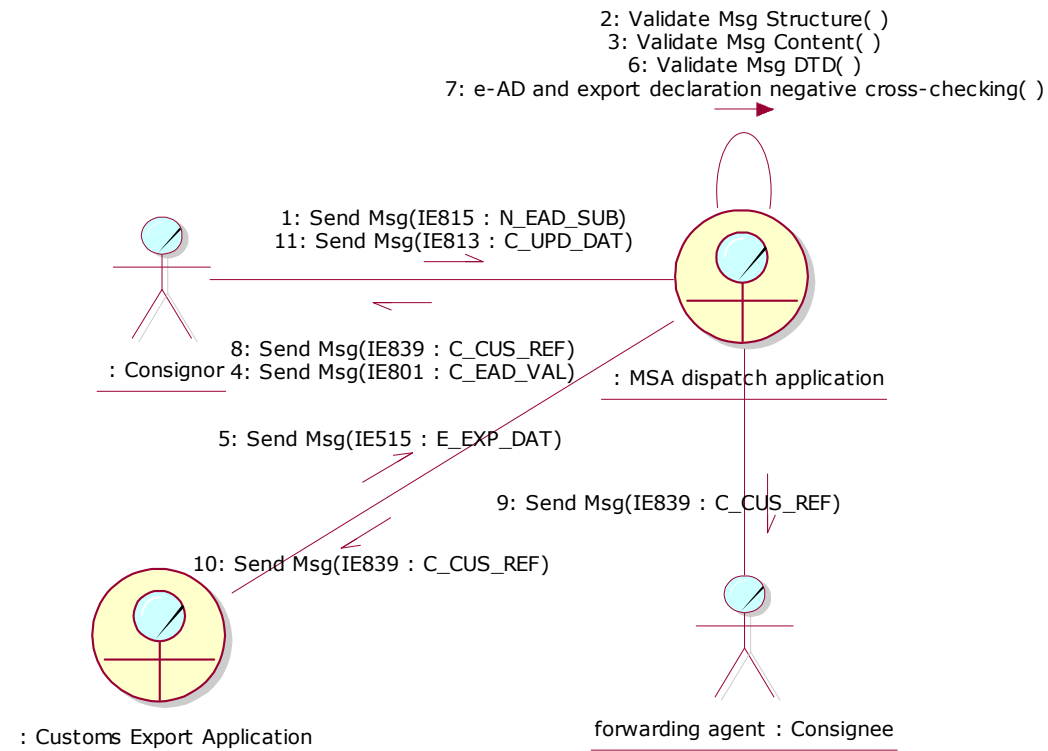 2: Validate Msg Structure( )
3: Validate Msg Content( )
6: Validate Msg DTD( )
7: e-AD and export declaration negative cross-checking( )
1: Send Msg(IE815 : N_EAD_SUB)
11: Send Msg(IE813 : C_UPD_DAT)
8: Send Msg(IE839 : C_CUS_REF)
: Consignor
4: Send Msg(IE801 : C_EAD_VAL)
: MSA dispatch application
5: Send Msg(IE515 : E_EXP_DAT)
9: Send Msg(IE839 : C_CUS_REF)
10: Send Msg(IE839 : C_CUS_REF)
: Customs Export Application
forwarding agent : Consignee